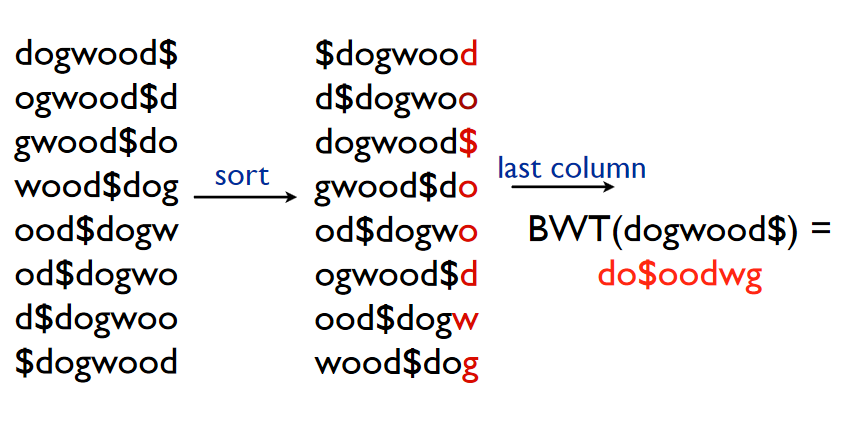 dogwood$
ogwood$d
gwood$do
wood$dog
ood$dogw
od$dogwo
d$dogwoo
$dogwood
sort
$dogwood
d$dogwoo
dogwood$
gwood$do
od$dogwo
ogwood$d
ood$dogw
wood$dog
last column
BWT(dogwood$) =
do$oodwg